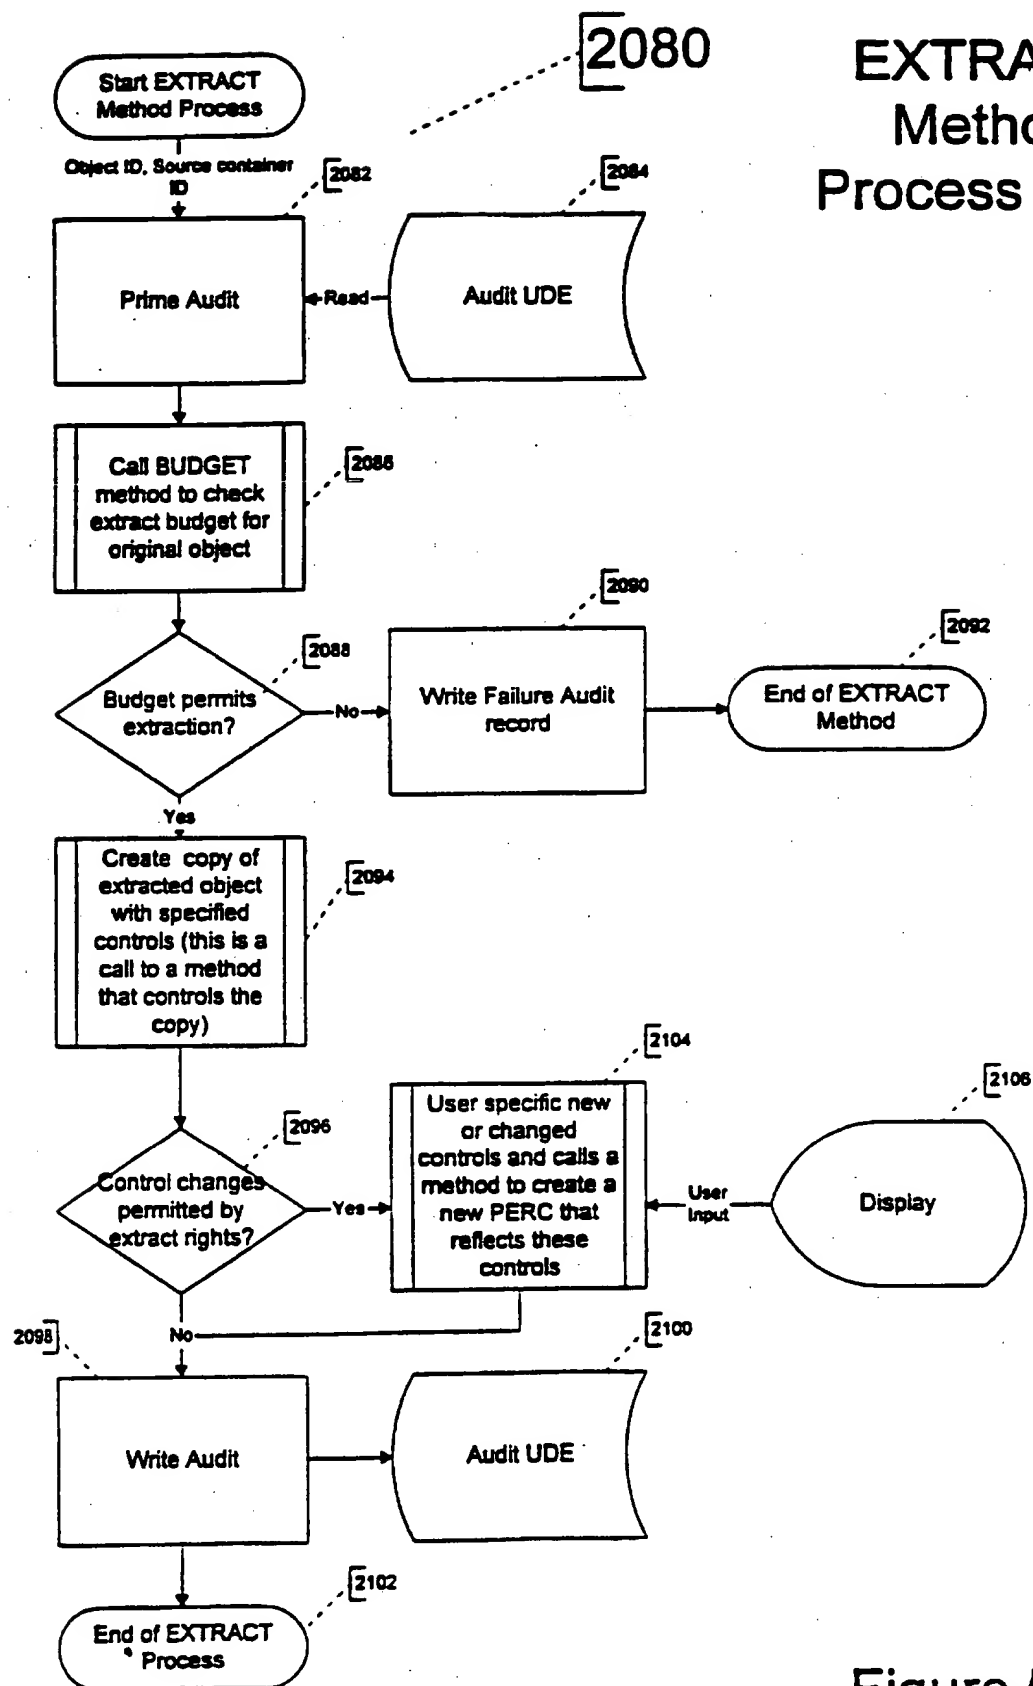 2080
EXTRA
Metho
Process
Start EXTRACT
Method Process
Object ID, Source container
ID
2082
2084
Prime Audit
Read
Audit UDE
2086
Call BUDGET
method to check
extract budget for
original object
2088
Budget permits
extraction?
No
2090
Write Failure Audit
record
2092
End of EXTRACT
Method
Yes
2094
Create copy of
extracted object
with specified
controls (this is a
call to a method
that controls the
copy)
2096
Control changes
permitted by
extract rights?
Yes
2104
User specific new
or changed
controls and calls a
method to create a
new PERC that
reflects these
controls
User
Input
2106
Display
No
2098
Write Audit
2100
Audit UDE
2102
End of EXTRACT
Process
Figure